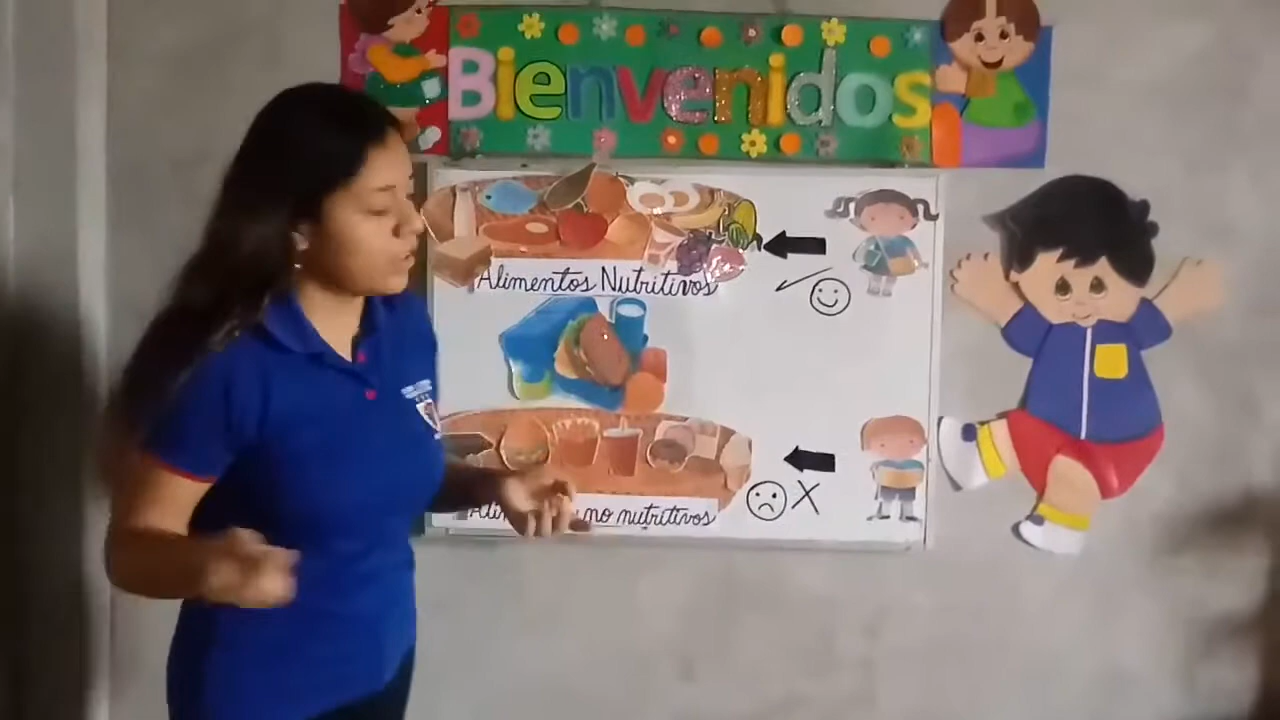 Bienvenidos
Alimentos Nutritivos
no nutritivos
X